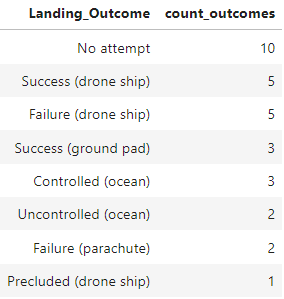 Landing_Outcome count_outcomes
No attempt 10
Success (drone ship) 5
Failure (drone ship) 5
Success (ground pad) 3
Controlled (ocean) 3
Uncontrolled (ocean) 2
Failure (parachute) 2
Precluded (drone ship) 1